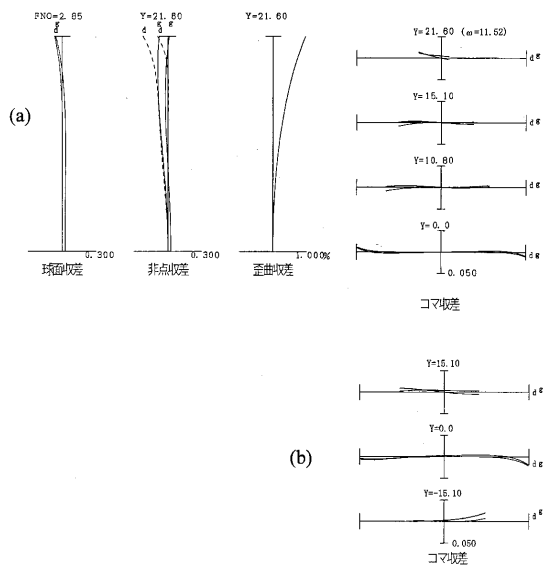 (a)
FNO=2.85
g
d
0.300
球面収差
Y=21.60
d
g
d
g
0.300
非点収差
Y=21.60
1.000%
歪曲収差
Y=21.60 (ω=11.52)
d g
Y=15.10
d g
Y=10.80
d g
Y=0.0
d g
0.050
コマ収差
(b)
Y=15.10
d g
Y=0.0
d g
Y=-15.10
d g
0.050
コマ収差